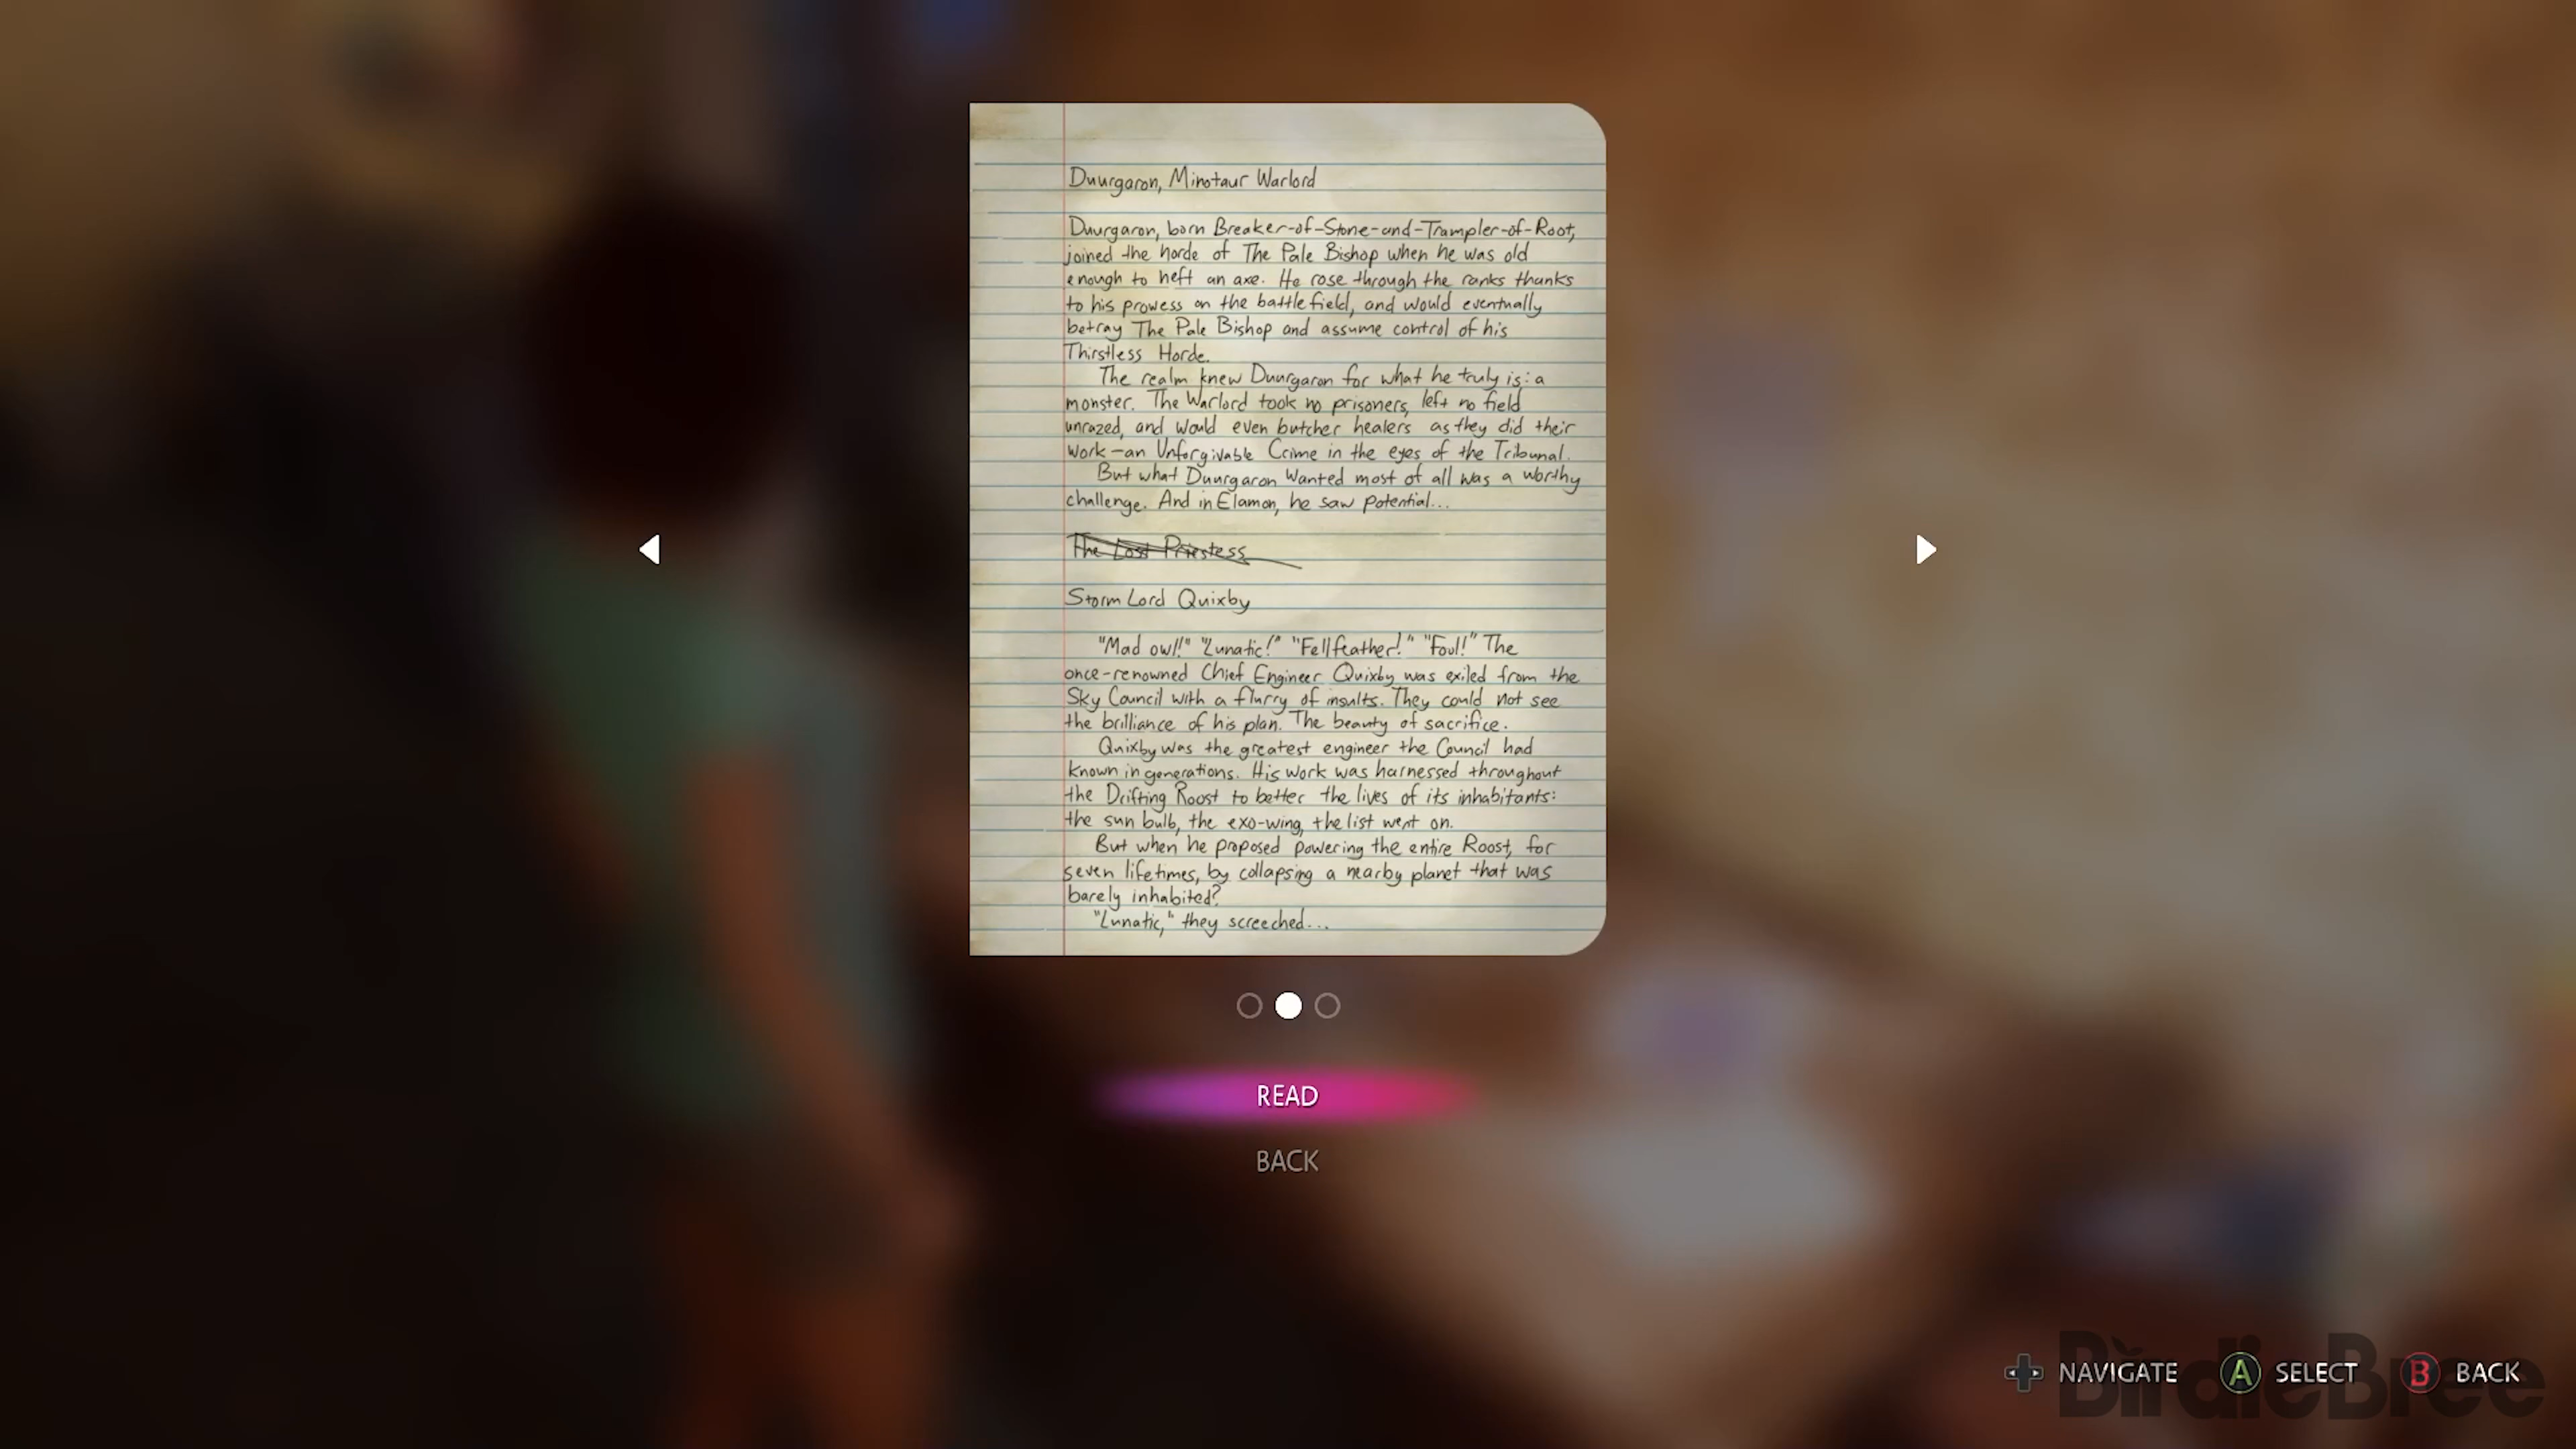 Duurgaron, Minotaur Warlord
Duurgaron, born Breaker-of-Stone-and-Trampler-of-Root,
joined the horde of The Pale Bishop when he was old
enough to heft an axe. He rose through the ranks thanks
to his prowess on the battlefield, and would eventually
betray The Pale Bishop and assume control of his
Thirstless Horde.
The realm knew Duurgaron for what he truly is: a
monster. The Warlord took no prisoners, left no field
unrazed, and would even butcher healers as they did their
work—an Unforgivable Crime in the eyes of the Tribunal.
But what Duurgaron wanted most of all was a worthy
challenge. And in Elamon, he saw potential...
The Lost Priestess
Storm Lord Quixby
"Mad owl!" "Lunatic!" "Fellfeather!" "Foul!" The
once-renowned Chief Engineer Quixby was exiled from the
Sky Council with a flurry of insults. They could not see
the brilliance of his plan. The beauty of sacrifice.
Quixby was the greatest engineer the Council had
known in generations. His work was harnessed throughout
the Drifting Roost to better the lives of its inhabitants:
the sun bulb, the exo-wing, the list went on.
But when he proposed powering the entire Roost, for
seven lifetimes, by collapsing a nearby planet that was
barely inhabited?
"Lunatic," they screeched...
READ
BACK
NAVIGATE A SELECT B BACK
BirdieBree